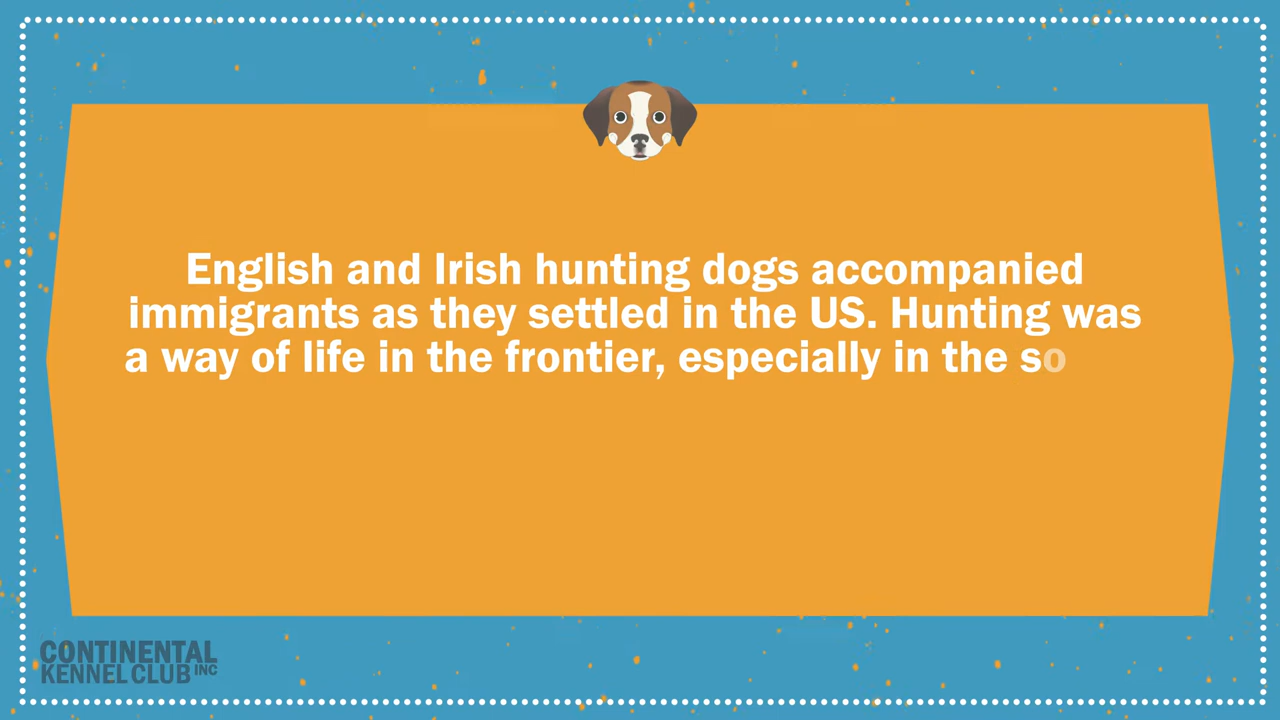 English and Irish hunting dogs accompanied
immigrants as they settled in the US. Hunting was
a way of life in the frontier, especially in the so
CONTINENTAL
KENNEL CLUB INC